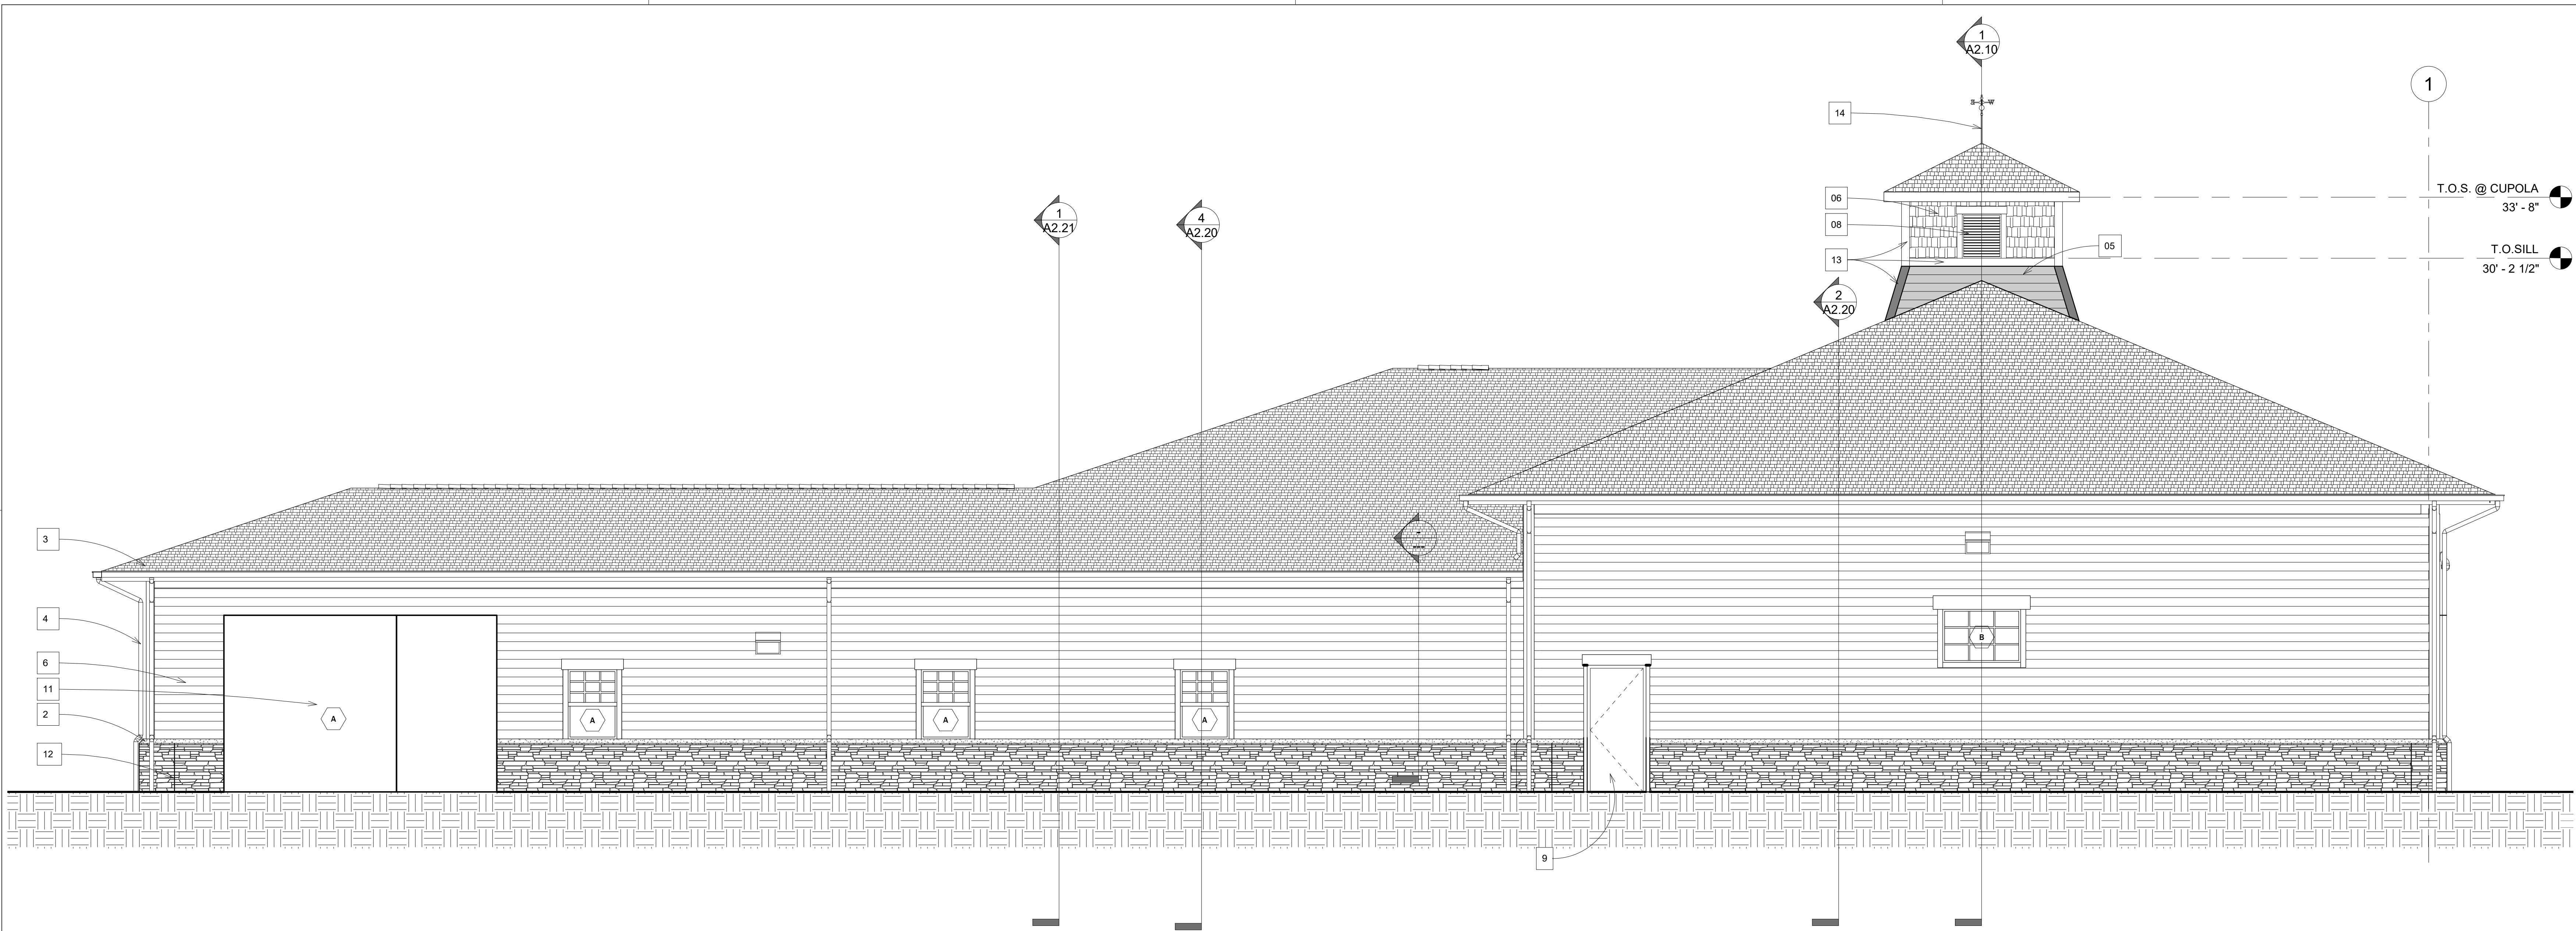 1
A2.10
1
14
S W
T.O.S. @ CUPOLA
33' - 8"
06
1
A2.21
4
A2.20
08
05
13
T.O.SILL
30' - 2 1/2"
2
A2.20
3
-
---
4
B
6
11
A
A
A
A
2
12
9